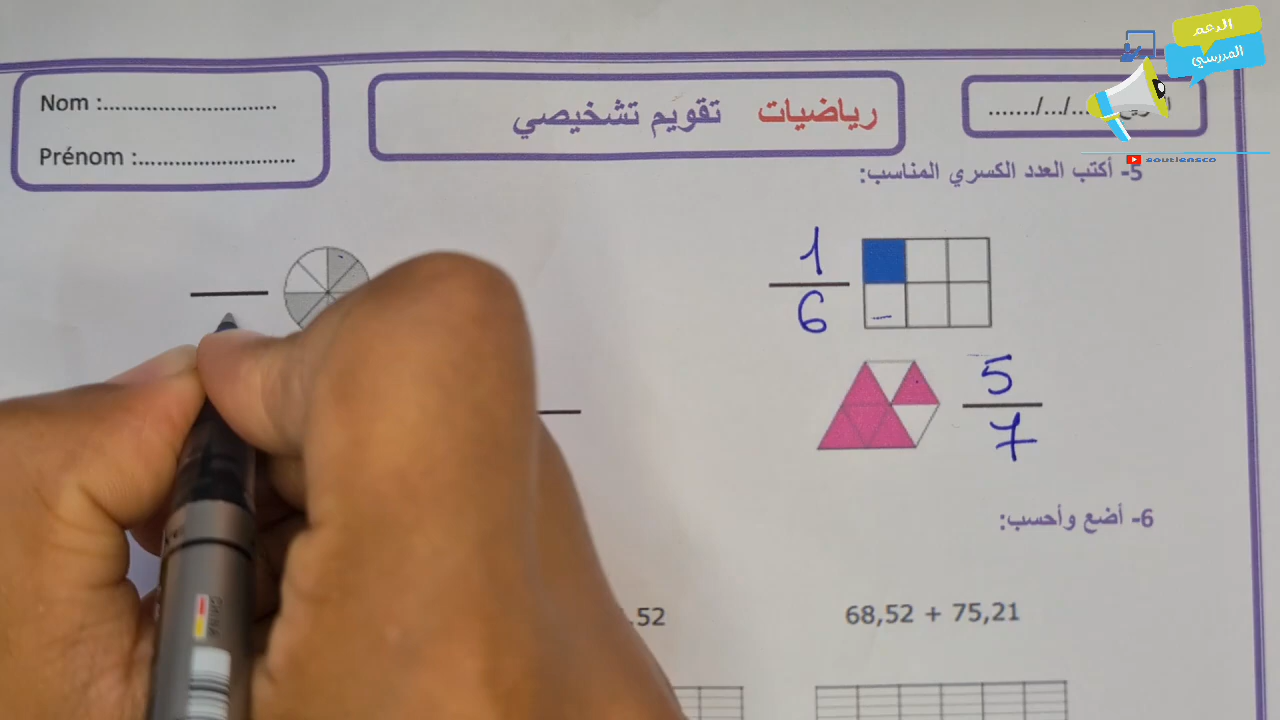 الدعم
المدرسي
soutiensco
Nom :............................
Prénom :...........................
رياضيات تقويم تشخيصي
......./.../...
5- أكتب العدد الكسري المناسب:
1
6
5
7
6- أضع وأحسب:
,52
68,52 + 75,21